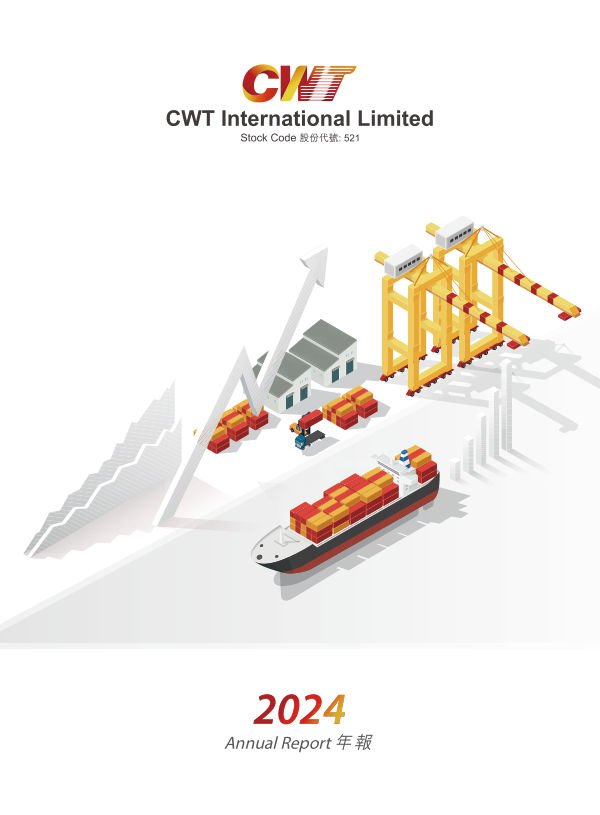 CWT
CWT International Limited
Stock Code 股份代號: 521
2024
Annual Report 年報